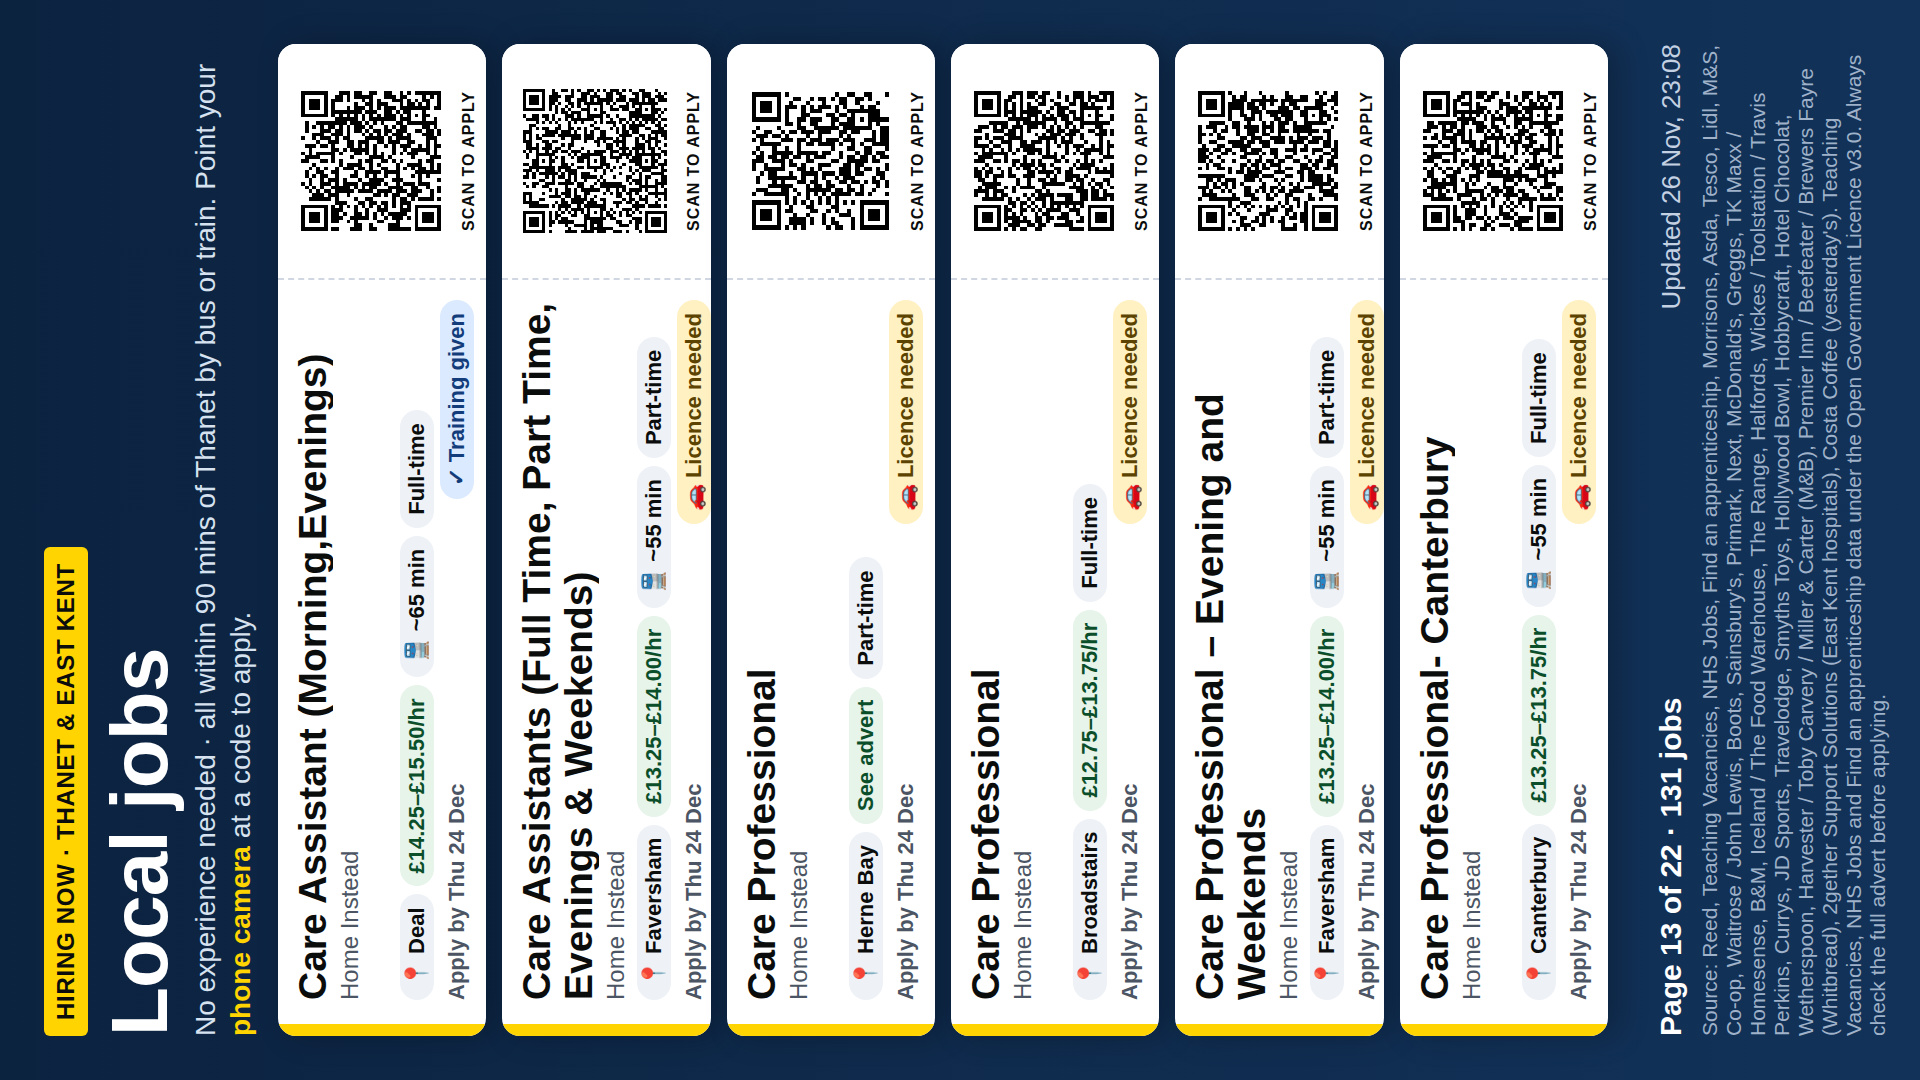 HIRING NOW · THANET & EAST KENT
Local jobs
No experience needed · all within 90 mins of Thanet by bus or train. Point your
phone camera at a code to apply.
Care Assistant (Morning,Evenings)
Home Instead
📍 Deal
£14.25–£15.50/hr
🚆 ~65 min
Full-time
Apply by Thu 24 Dec
✓ Training given
SCAN TO APPLY
Care Assistants (Full Time, Part Time,
Evenings & Weekends)
Home Instead
📍 Faversham
£13.25–£14.00/hr
🚆 ~55 min
Part-time
Apply by Thu 24 Dec
🚗 Licence needed
SCAN TO APPLY
Care Professional
Home Instead
📍 Herne Bay
See advert
Part-time
Apply by Thu 24 Dec
🚗 Licence needed
SCAN TO APPLY
Care Professional
Home Instead
📍 Broadstairs
£12.75–£13.75/hr
Full-time
Apply by Thu 24 Dec
🚗 Licence needed
SCAN TO APPLY
Care Professional – Evening and
Weekends
Home Instead
📍 Faversham
£13.25–£14.00/hr
🚆 ~55 min
Part-time
Apply by Thu 24 Dec
🚗 Licence needed
SCAN TO APPLY
Care Professional- Canterbury
Home Instead
📍 Canterbury
£13.25–£13.75/hr
🚆 ~55 min
Full-time
Apply by Thu 24 Dec
🚗 Licence needed
SCAN TO APPLY
Page 13 of 22 · 131 jobs
Updated 26 Nov, 23:08
Source: Reed, Teaching Vacancies, NHS Jobs, Find an apprenticeship, Morrisons, Asda, Tesco, Lidl, M&S,
Co-op, Waitrose / John Lewis, Boots, Sainsbury's, Primark, Next, McDonald's, Greggs, TK Maxx /
Homesense, B&M, Iceland / The Food Warehouse, The Range, Halfords, Wickes / Toolstation / Travis
Perkins, Currys, JD Sports, Travelodge, Smyths Toys, Hollywood Bowl, Hobbycraft, Hotel Chocolat,
Wetherspoon, Harvester / Toby Carvery / Miller & Carter (M&B), Premier Inn / Beefeater / Brewers Fayre
(Whitbread), 2gether Support Solutions (East Kent hospitals), Costa Coffee (yesterday's). Teaching
Vacancies, NHS Jobs and Find an apprenticeship data under the Open Government Licence v3.0. Always
check the full advert before applying.